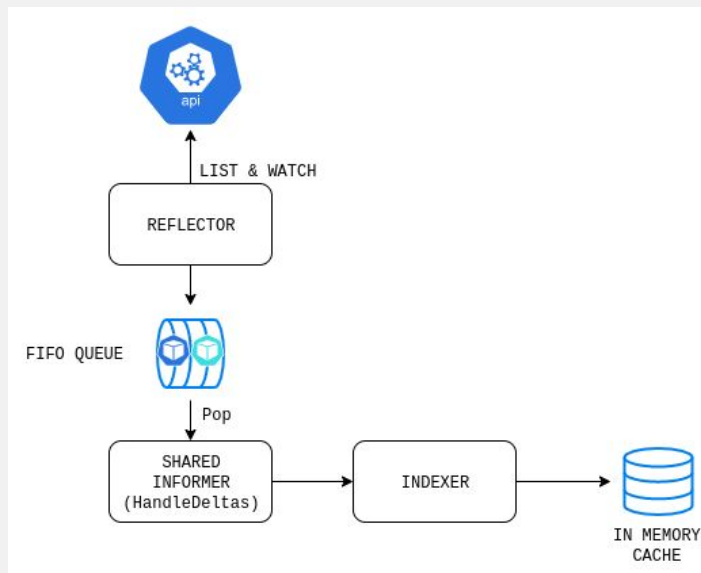 api
LIST & WATCH
REFLECTOR
FIFO QUEUE
Pop
SHARED
INFORMER
(HandleDeltas)
INDEXER
IN MEMORY
CACHE